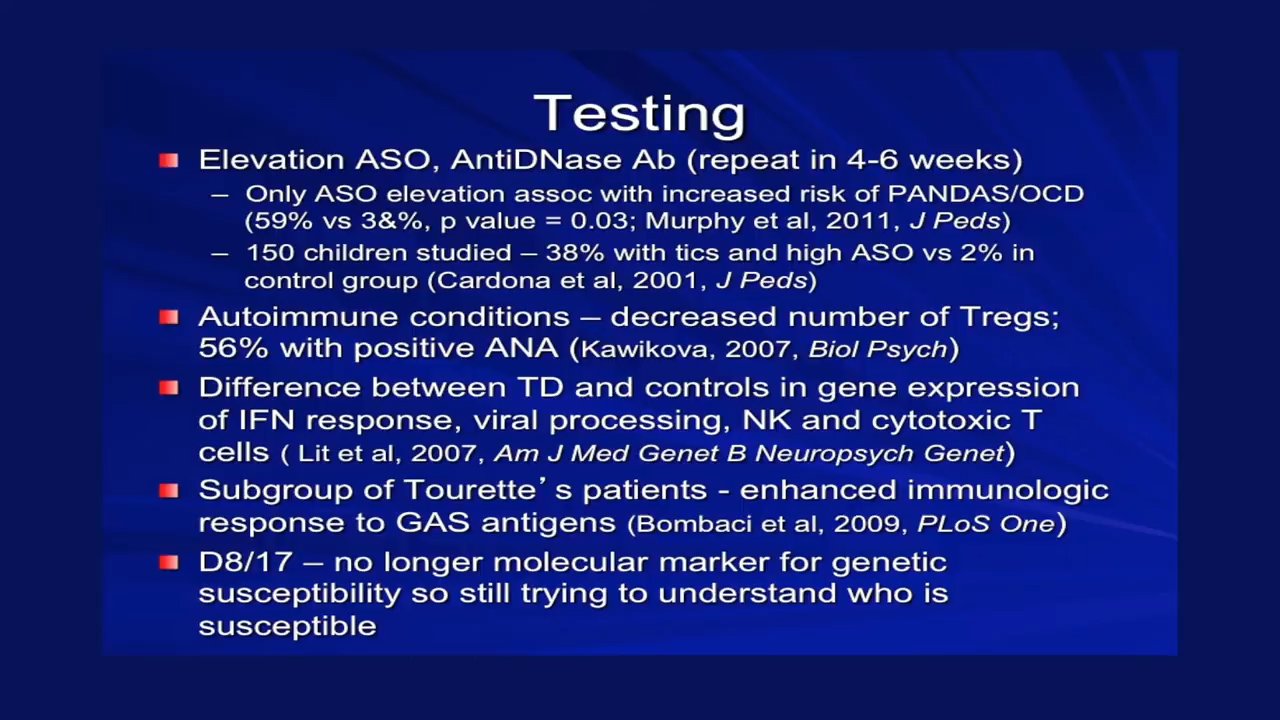 Testing
Elevation ASO, AntiDNase Ab (repeat in 4-6 weeks)
– Only ASO elevation assoc with increased risk of PANDAS/OCD
(59% vs 3&%, p value = 0.03; Murphy et al, 2011, J Peds)
– 150 children studied – 38% with tics and high ASO vs 2% in
control group (Cardona et al, 2001, J Peds)
Autoimmune conditions – decreased number of Tregs;
56% with positive ANA (Kawikova, 2007, Biol Psych)
Difference between TD and controls in gene expression
of IFN response, viral processing, NK and cytotoxic T
cells ( Lit et al, 2007, Am J Med Genet B Neuropsych Genet)
Subgroup of Tourette’s patients - enhanced immunologic
response to GAS antigens (Bombaci et al, 2009, PLoS One)
D8/17 – no longer molecular marker for genetic
susceptibility so still trying to understand who is
susceptible